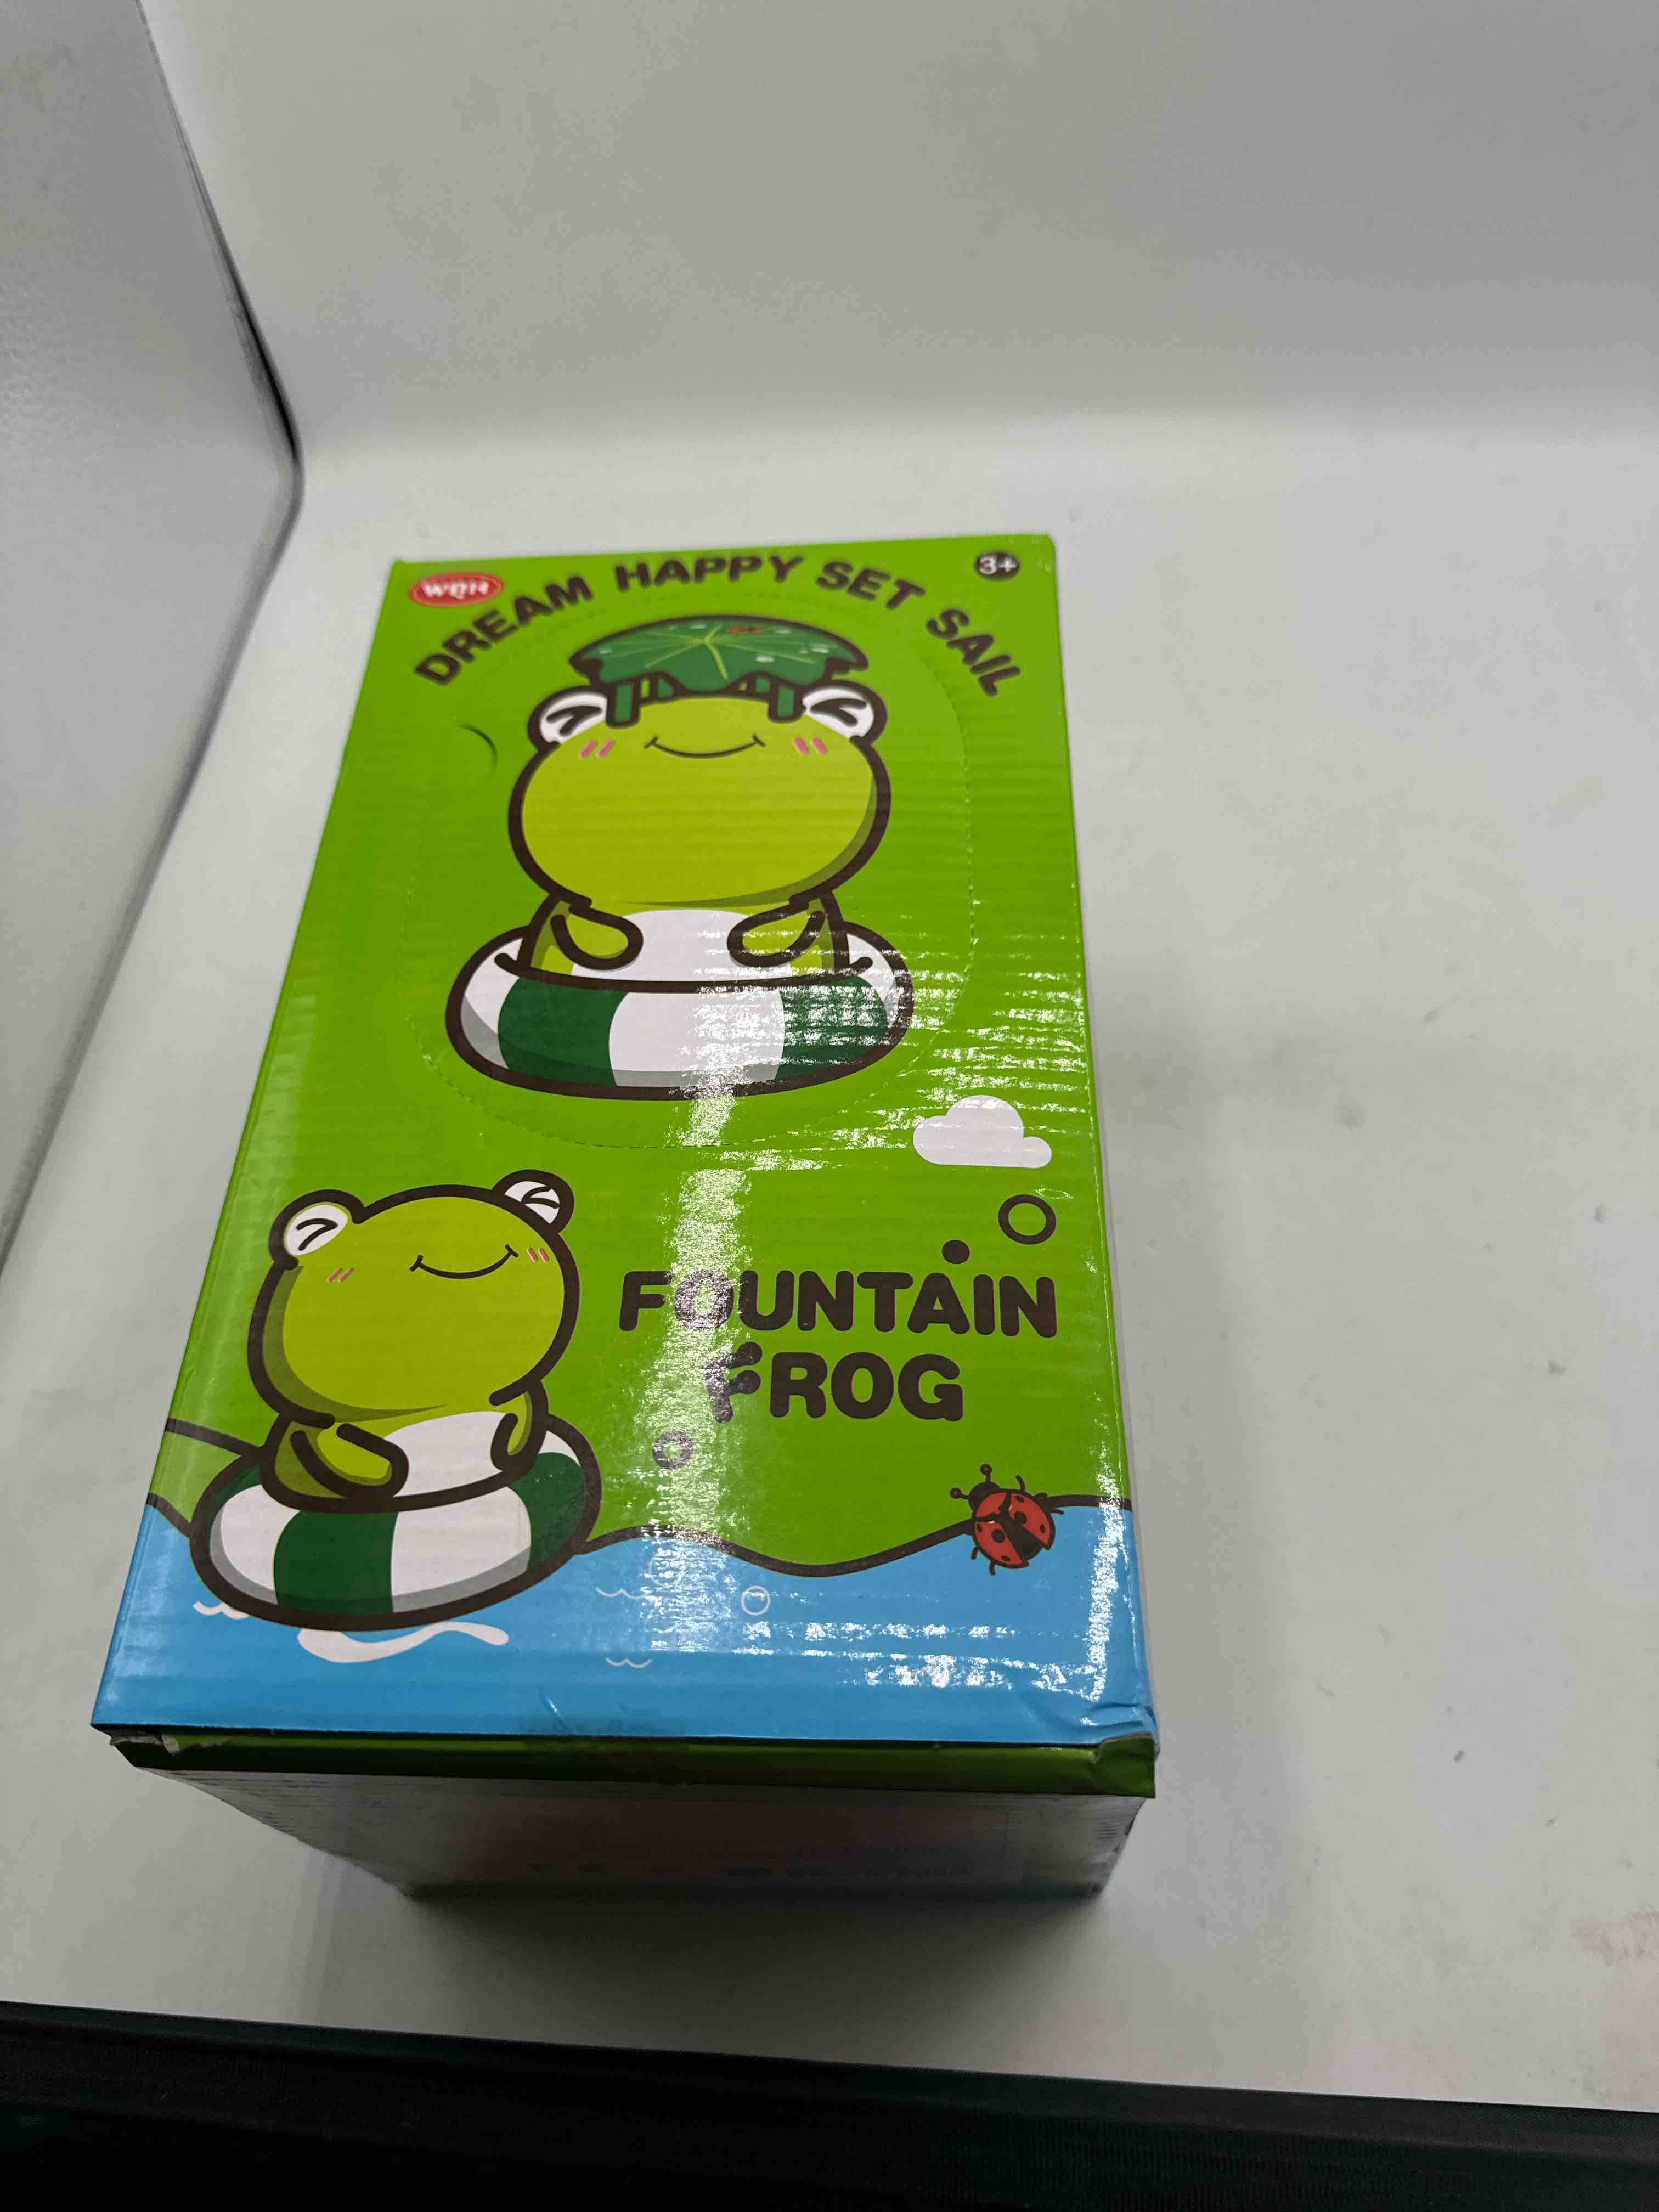 WQH
3+
DREAM HAPPY SET SAIL
FOUNTAIN
FROG